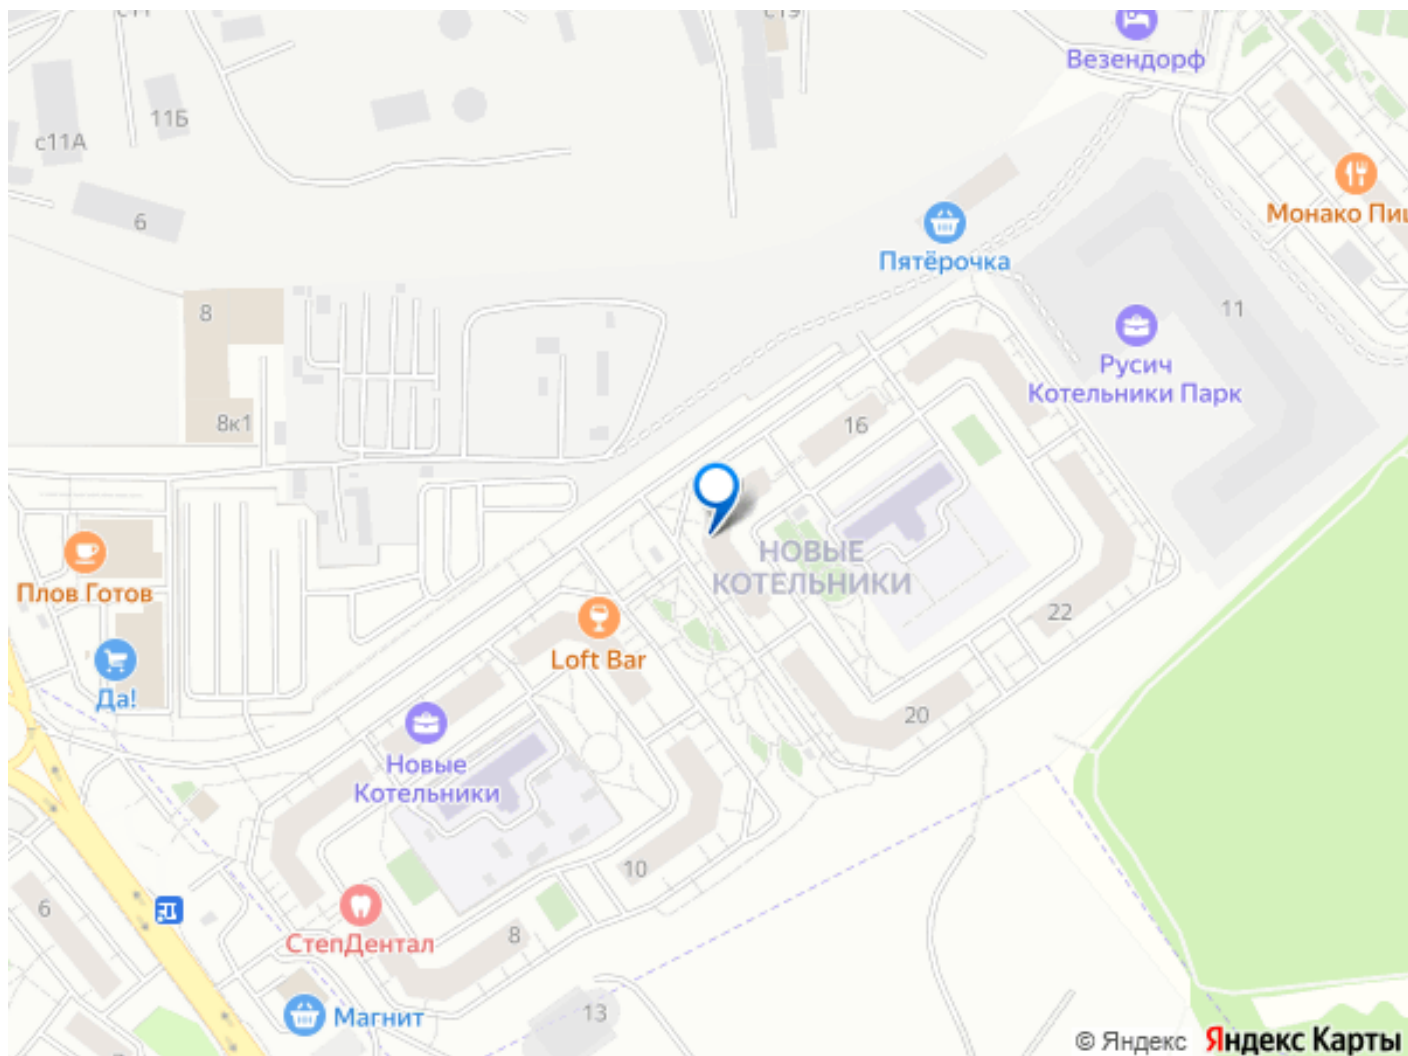 Везендорф
11Б
с11А
6
Монако Пиц
Пятёрочка
8
11
Русич
Котельники Парк
8к1
16
НОВЫЕ
КОТЕЛЬНИКИ
Плов Готов
22
Loft Bar
Да!
20
Новые
Котельники
10
6
8
СтепДентал
13
Магнит
© Яндекс Яндекс Карты